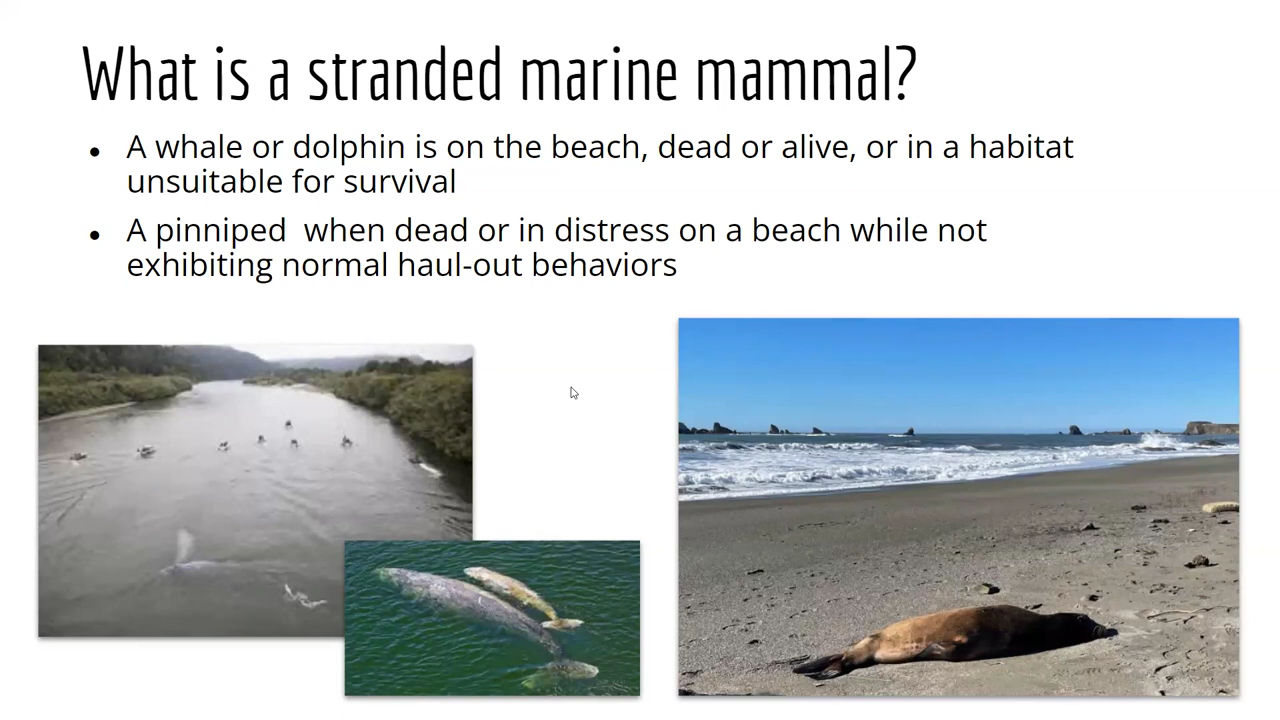 What is a stranded marine mammal?
● A whale or dolphin is on the beach, dead or alive, or in a habitat
unsuitable for survival
● A pinniped  when dead or in distress on a beach while not
exhibiting normal haul-out behaviors